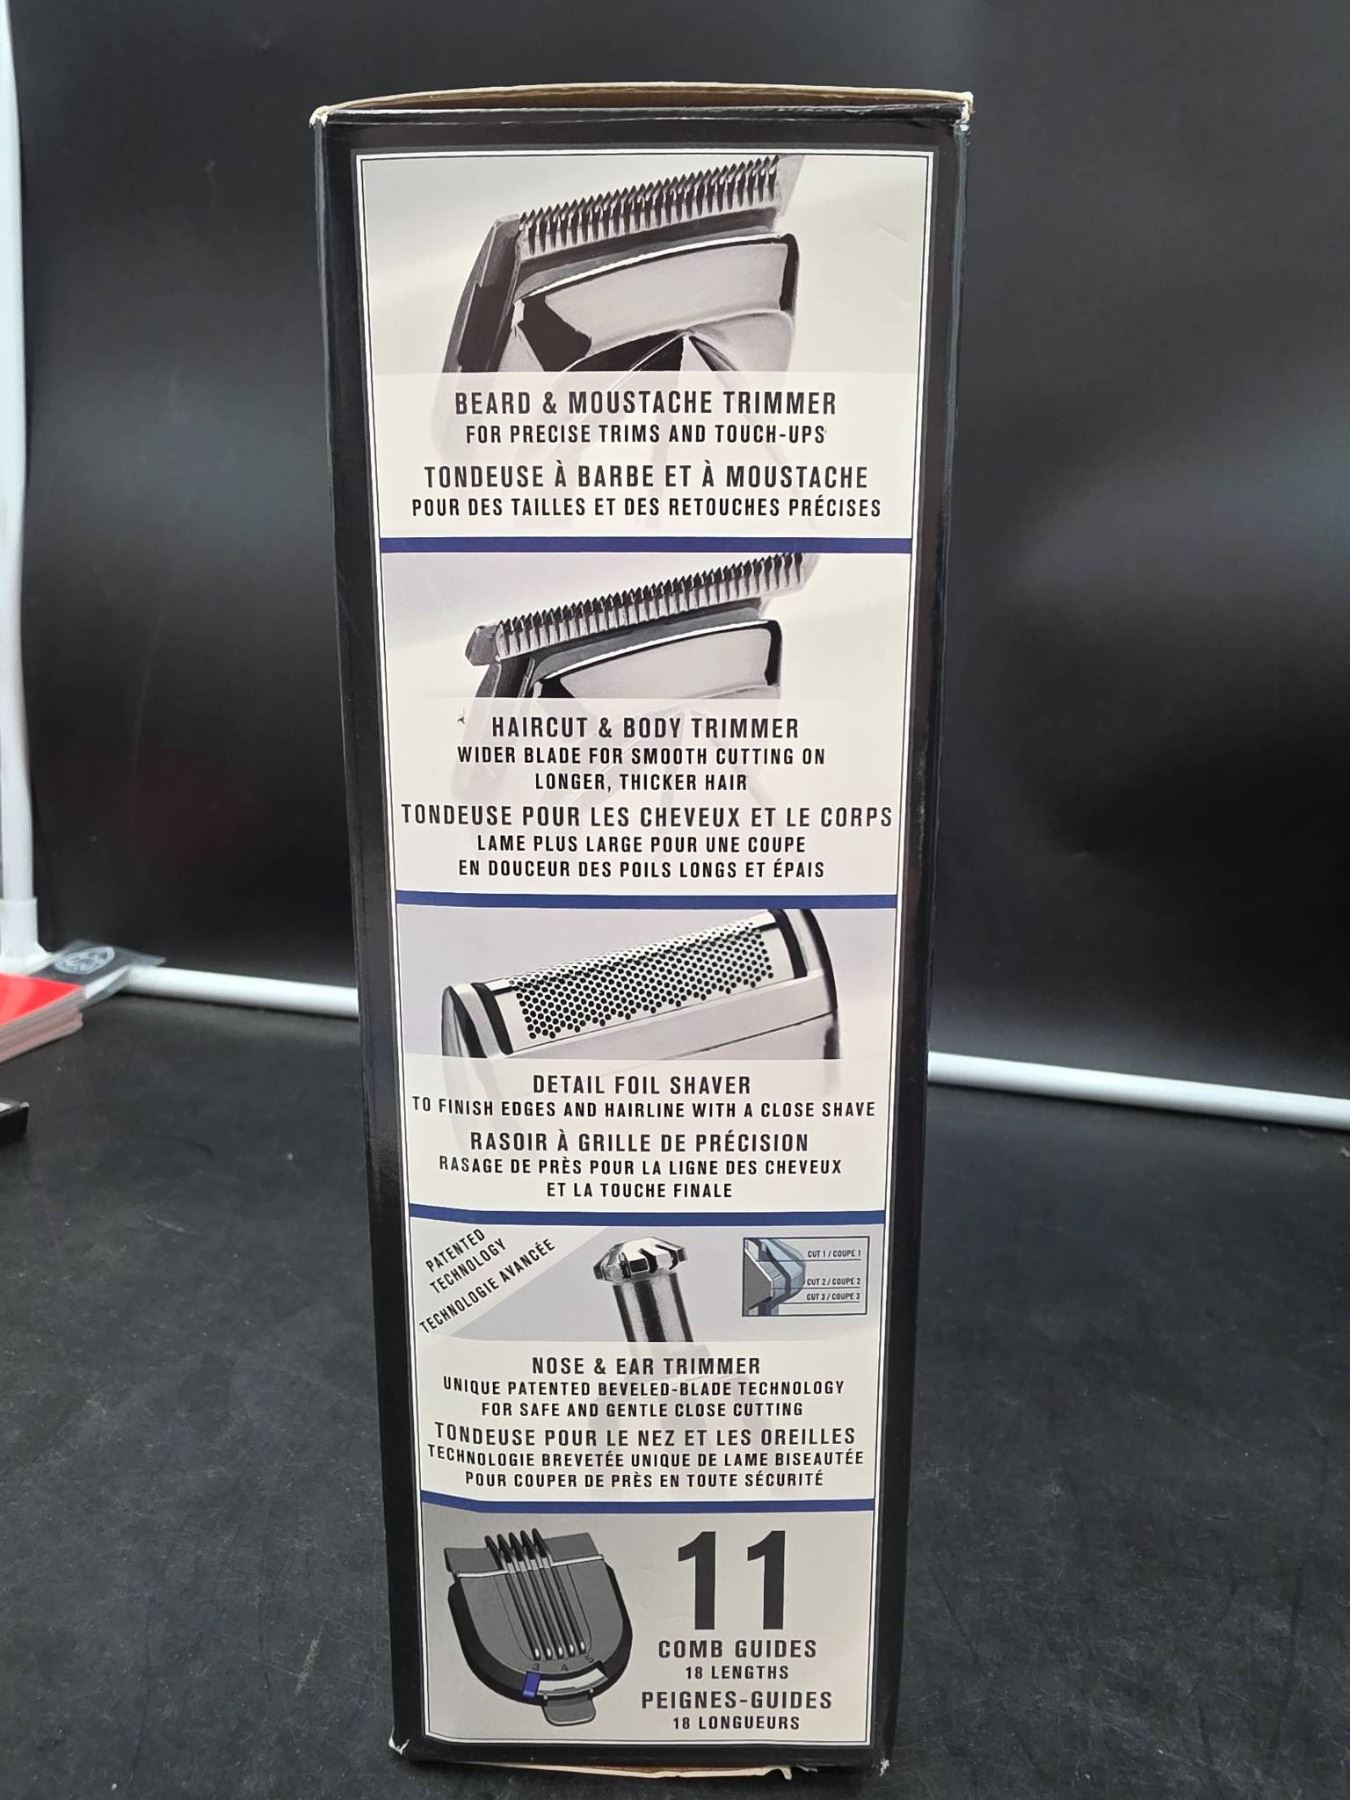 BEARD & MOUSTACHE TRIMMER
FOR PRECISE TRIMS AND TOUCH-UPS
TONDEUSE À BARBE ET À MOUSTACHE
POUR DES TAILLES ET DES RETOUCHES PRÉCISES
HAIRCUT & BODY TRIMMER
WIDER BLADE FOR SMOOTH CUTTING ON
LONGER, THICKER HAIR
TONDEUSE POUR LES CHEVEUX ET LE CORPS
LAME PLUS LARGE POUR UNE COUPE
EN DOUCEUR DES POILS LONGS ET ÉPAIS
DETAIL FOIL SHAVER
TO FINISH EDGES AND HAIRLINE WITH A CLOSE SHAVE
RASOIR À GRILLE DE PRÉCISION
RASAGE DE PRÈS POUR LA LIGNE DES CHEVEUX
ET LA TOUCHE FINALE
PATENTED
TECHNOLOGY
TECHNOLOGIE AVANCÉE
CUT 1 / COUPE 1
CUT 2 / COUPE 2
CUT 3 / COUPE 3
NOSE & EAR TRIMMER
UNIQUE PATENTED BEVELED-BLADE TECHNOLOGY
FOR SAFE AND GENTLE CLOSE CUTTING
TONDEUSE POUR LE NEZ ET LES OREILLES
TECHNOLOGIE BREVETÉE UNIQUE DE LAME BISEAUTÉE
POUR COUPER DE PRÈS EN TOUTE SÉCURITÉ
3 4 5
11
COMB GUIDES
18 LENGTHS
PEIGNES-GUIDES
18 LONGUEURS